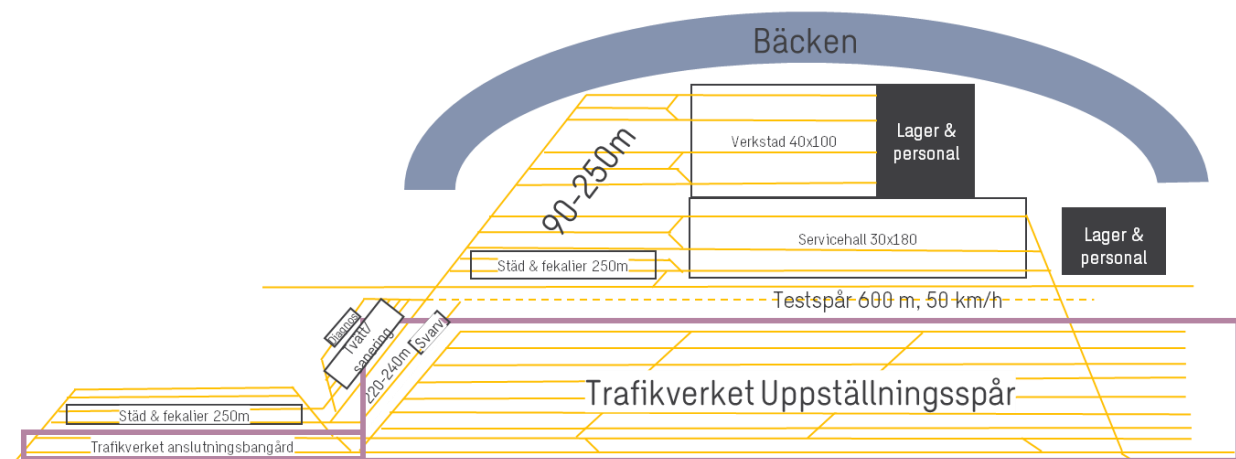 Bäcken
Verkstad 40x100
Lager &
personal
90-250m
Servicehall 30x180
Lager &
personal
Städ & fekalier 250m
Testspår 600 m, 50 km/h
Diagnos
Tvätt/
sanering
220-240m
Svarv
Trafikverket Uppställningsspår
Städ & fekalier 250m
Trafikverket anslutningsbangård